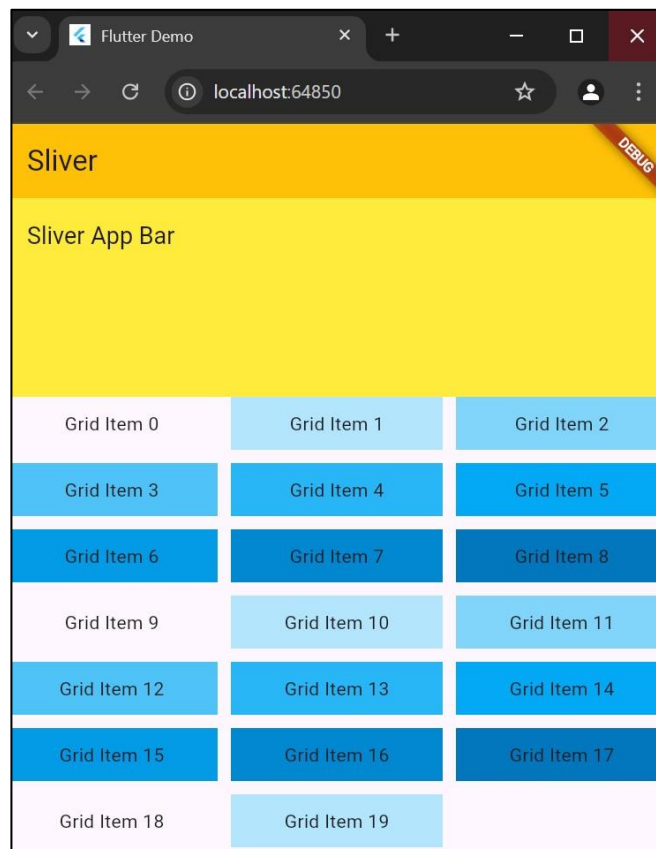 Flutter Demo
localhost:64850
Sliver
DEBUG
Sliver App Bar
Grid Item 0 Grid Item 1 Grid Item 2
Grid Item 3 Grid Item 4 Grid Item 5
Grid Item 6 Grid Item 7 Grid Item 8
Grid Item 9 Grid Item 10 Grid Item 11
Grid Item 12 Grid Item 13 Grid Item 14
Grid Item 15 Grid Item 16 Grid Item 17
Grid Item 18 Grid Item 19